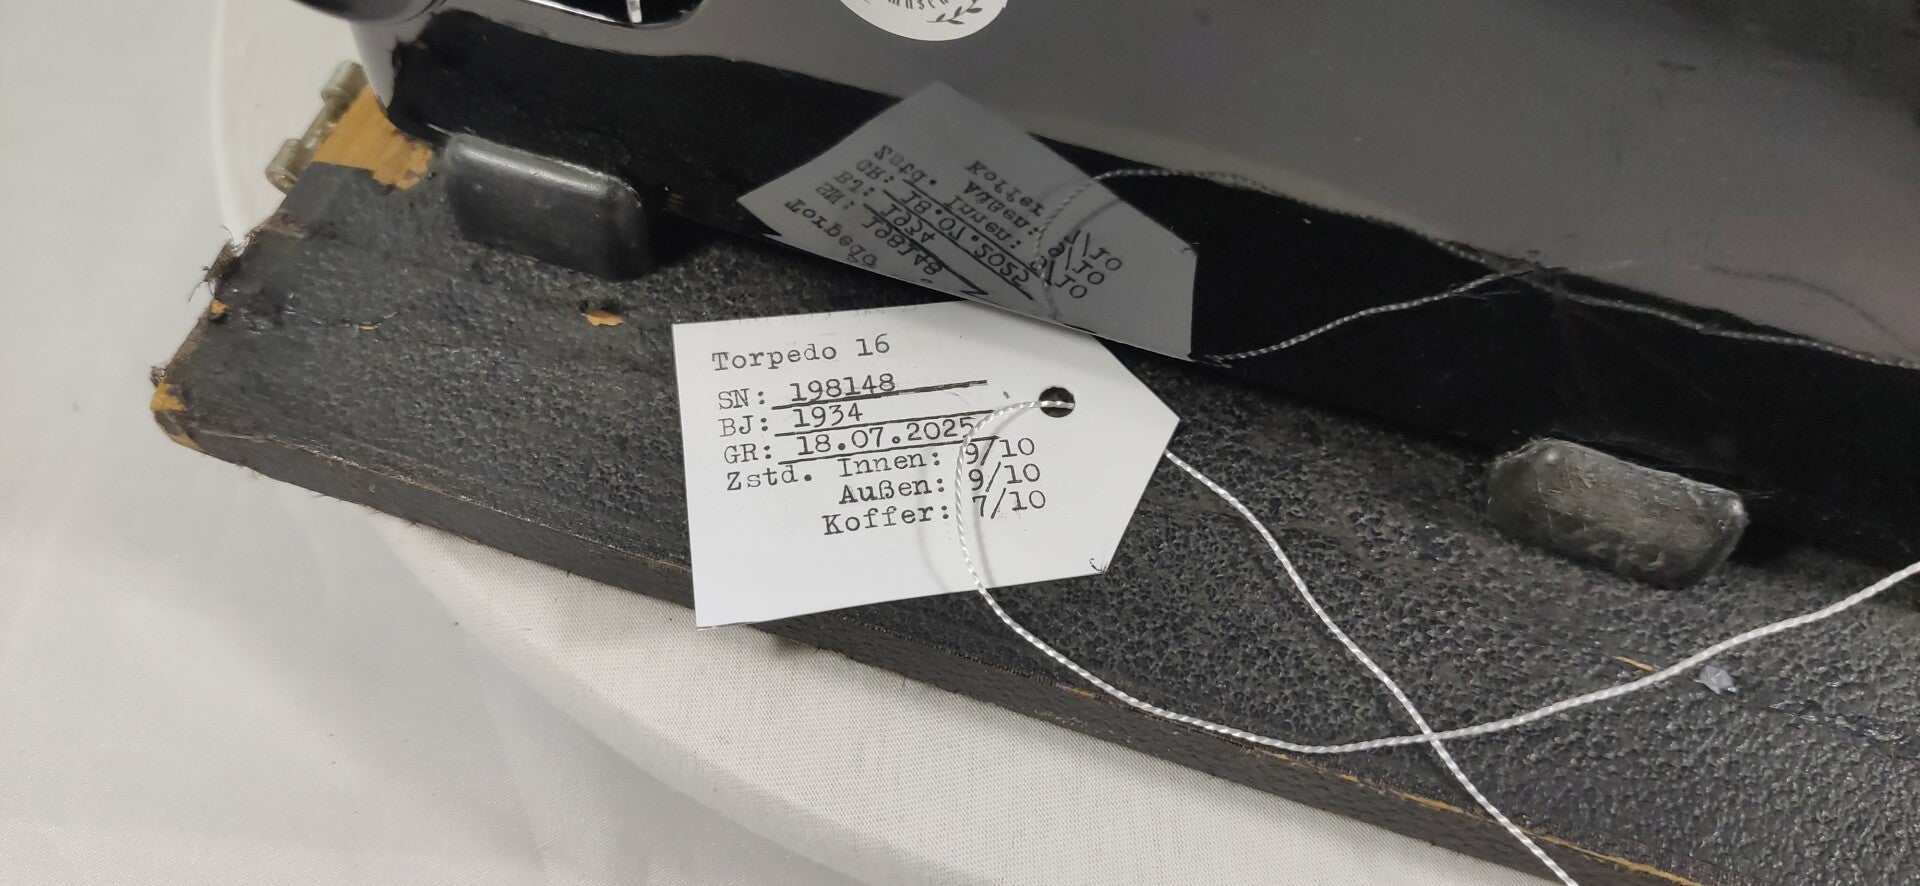 Torpedo 16
SN: 198148
BJ: 1934
GR: 18.07.2025
Zstd. Innen: 9/10
Außen: 9/10
Koffer: 7/10